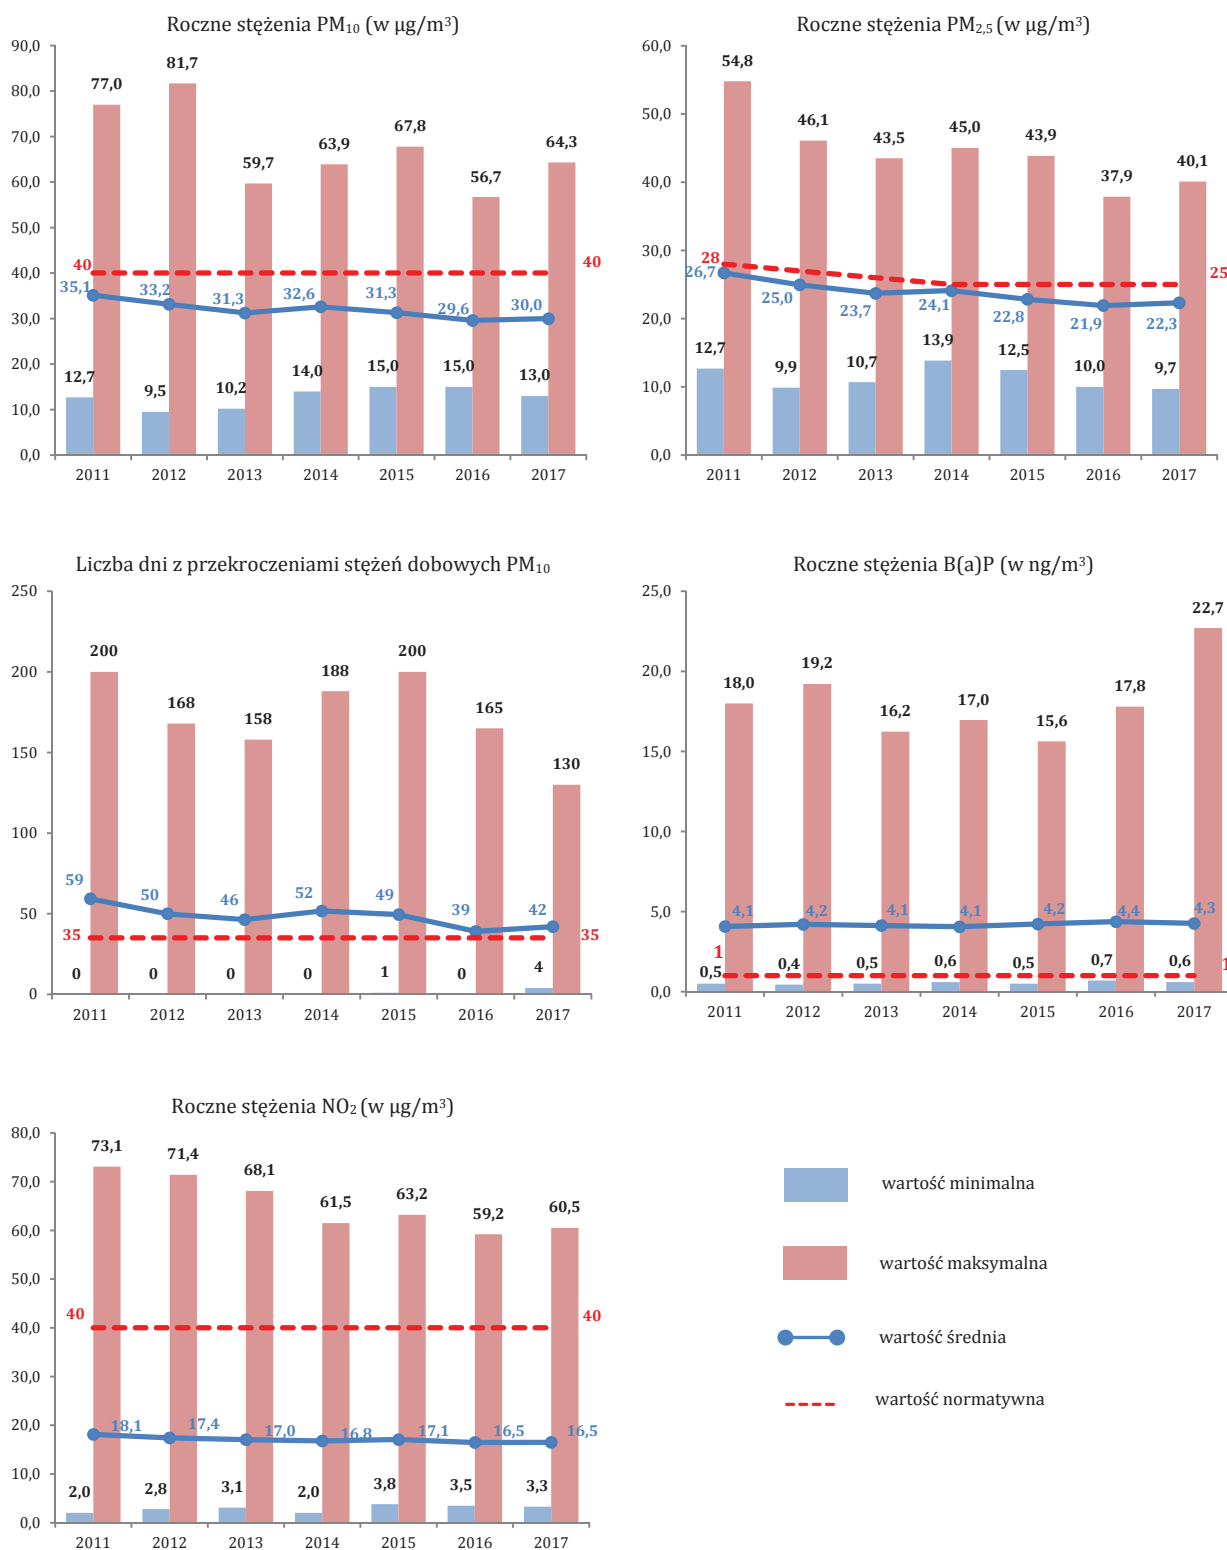 Roczne stężenia PM₁₀ (w µg/m³)
90,0
80,0
70,0
60,0
50,0
40,0
30,0
20,0
10,0
0,0
77,0 81,7 59,7 63,9 67,8 56,7 64,3
40 40
35,1 33,2 31,3 32,6 31,3 29,6 30,0
12,7 9,5 10,2 14,0 15,0 15,0 13,0
2011 2012 2013 2014 2015 2016 2017
Roczne stężenia PM₂,₅ (w µg/m³)
60,0
50,0
40,0
30,0
20,0
10,0
0,0
54,8 46,1 43,5 45,0 43,9 37,9 40,1
28 25
26,7 25,0 23,7 24,1 22,8 21,9 22,3
12,7 9,9 10,7 13,9 12,5 10,0 9,7
2011 2012 2013 2014 2015 2016 2017
Liczba dni z przekroczeniami stężeń dobowych PM₁₀
250
200
150
100
50
0
200 168 158 188 200 165 130
59 50 46 52 49 39 42
35 35
0 0 0 0 1 0 4
2011 2012 2013 2014 2015 2016 2017
Roczne stężenia B(a)P (w ng/m³)
25,0
20,0
15,0
10,0
5,0
0,0
18,0 19,2 16,2 17,0 15,6 17,8 22,7
4,1 4,2 4,1 4,1 4,2 4,4 4,3
1 1
0,5 0,4 0,5 0,6 0,5 0,7 0,6
2011 2012 2013 2014 2015 2016 2017
Roczne stężenia NO₂ (w µg/m³)
80,0
70,0
60,0
50,0
40,0
30,0
20,0
10,0
0,0
73,1 71,4 68,1 61,5 63,2 59,2 60,5
40 40
18,1 17,4 17,0 16,8 17,1 16,5 16,5
2,0 2,8 3,1 2,0 3,8 3,5 3,3
2011 2012 2013 2014 2015 2016 2017
wartość minimalna
wartość maksymalna
wartość średnia
wartość normatywna